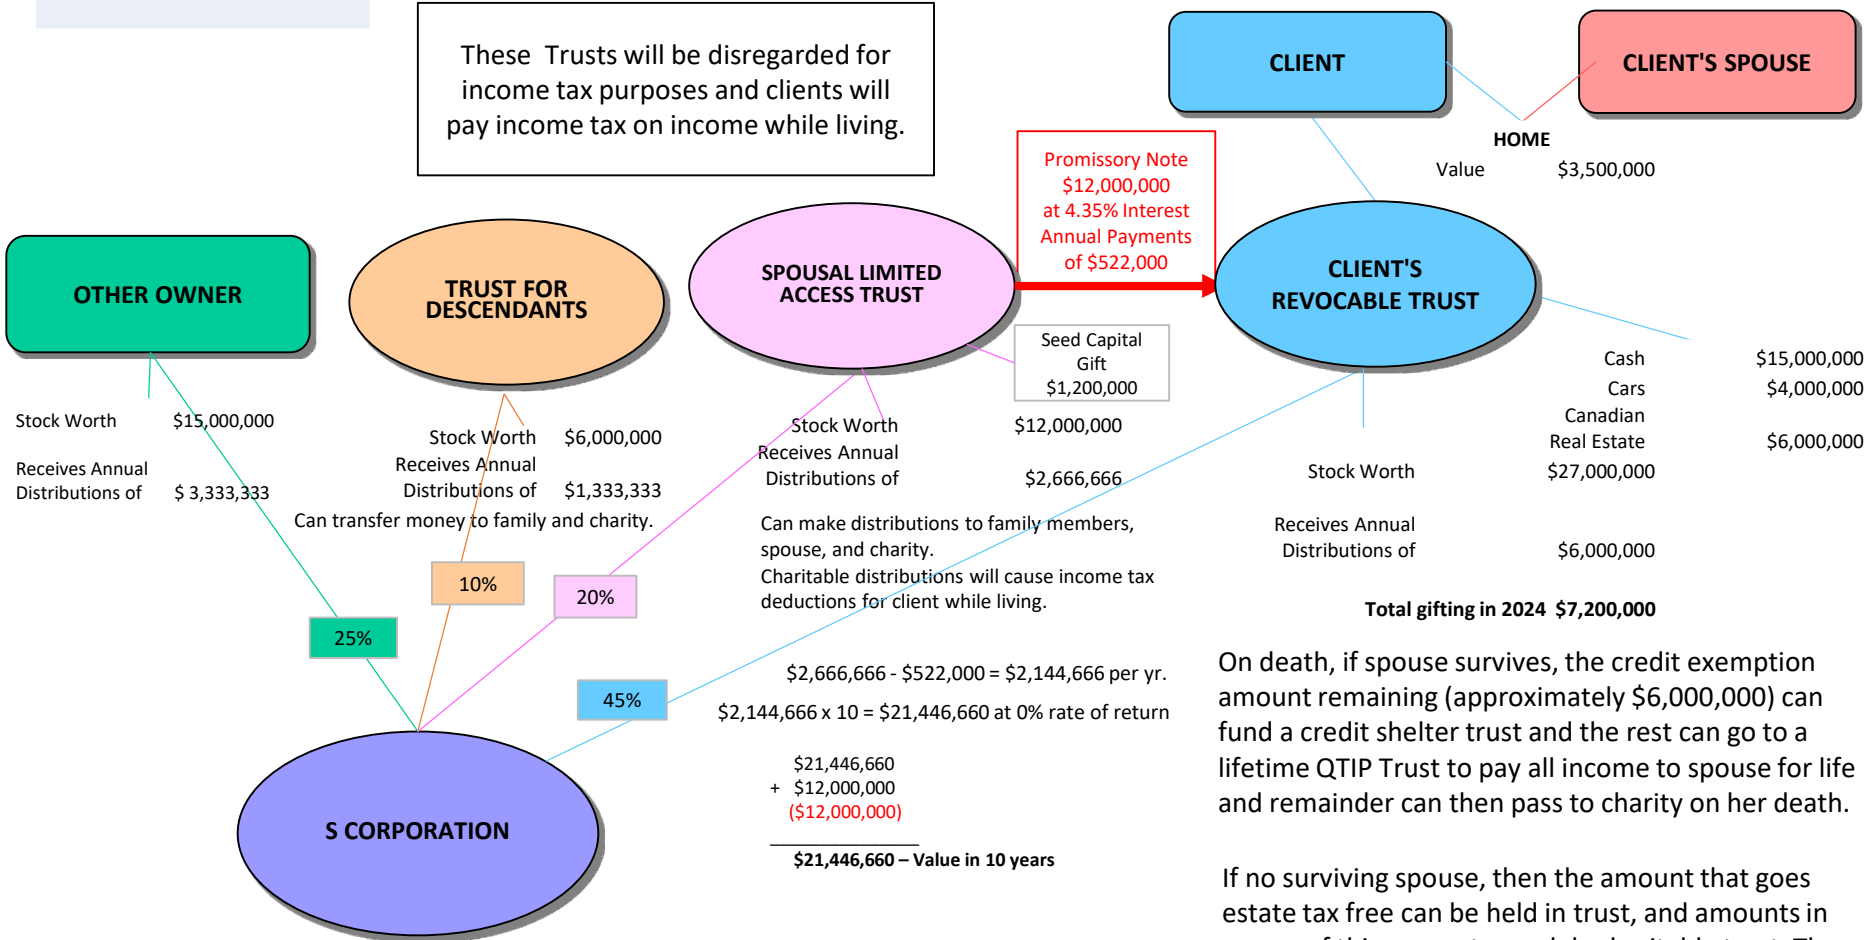 These Trusts will be disregarded for
income tax purposes and clients will
pay income tax on income while living.
CLIENT
CLIENT'S SPOUSE
HOME
Value $3,500,000
Promissory Note
$12,000,000
at 4.35% Interest
Annual Payments
of $522,000
OTHER OWNER
TRUST FOR
DESCENDANTS
SPOUSAL LIMITED
ACCESS TRUST
CLIENT'S
REVOCABLE TRUST
Seed Capital
Gift
$1,200,000
Stock Worth $15,000,000
Receives Annual
Distributions of $ 3,333,333
Stock Worth $6,000,000
Receives Annual
Distributions of $1,333,333
Can transfer money to family and charity.
Stock Worth $12,000,000
Receives Annual
Distributions of $2,666,666
Can make distributions to family members,
spouse, and charity.
Charitable distributions will cause income tax
deductions for client while living.
Cash $15,000,000
Cars $4,000,000
Canadian
Real Estate $6,000,000
Stock Worth $27,000,000
Receives Annual
Distributions of $6,000,000
Total gifting in 2024 $7,200,000
10%
20%
25%
45%
S CORPORATION
$2,666,666 - $522,000 = $2,144,666 per yr.
$2,144,666 x 10 = $21,446,660 at 0% rate of return
$21,446,660
+ $12,000,000
($12,000,000)
$21,446,660 – Value in 10 years
On death, if spouse survives, the credit exemption
amount remaining (approximately $6,000,000) can
fund a credit shelter trust and the rest can go to a
lifetime QTIP Trust to pay all income to spouse for life
and remainder can then pass to charity on her death.
If no surviving spouse, then the amount that goes
estate tax free can be held in trust, and amounts in